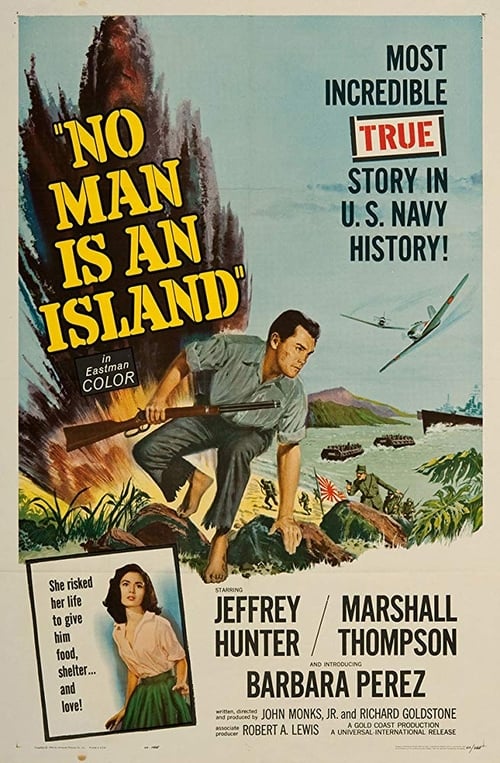 MOST
INCREDIBLE
TRUE
STORY IN
U. S. NAVY
HISTORY!
"NO
MAN
IS AN
ISLAND"
in
Eastman
COLOR
She risked
her life
to give
him
food,
shelter...
and
love!
STARRING
JEFFREY HUNTER / MARSHALL THOMPSON
AND INTRODUCING
BARBARA PEREZ
written, directed and produced by JOHN MONKS, JR. and RICHARD GOLDSTONE
associate producer ROBERT A. LEWIS
A GOLD COAST PRODUCTION
A UNIVERSAL-INTERNATIONAL RELEASE